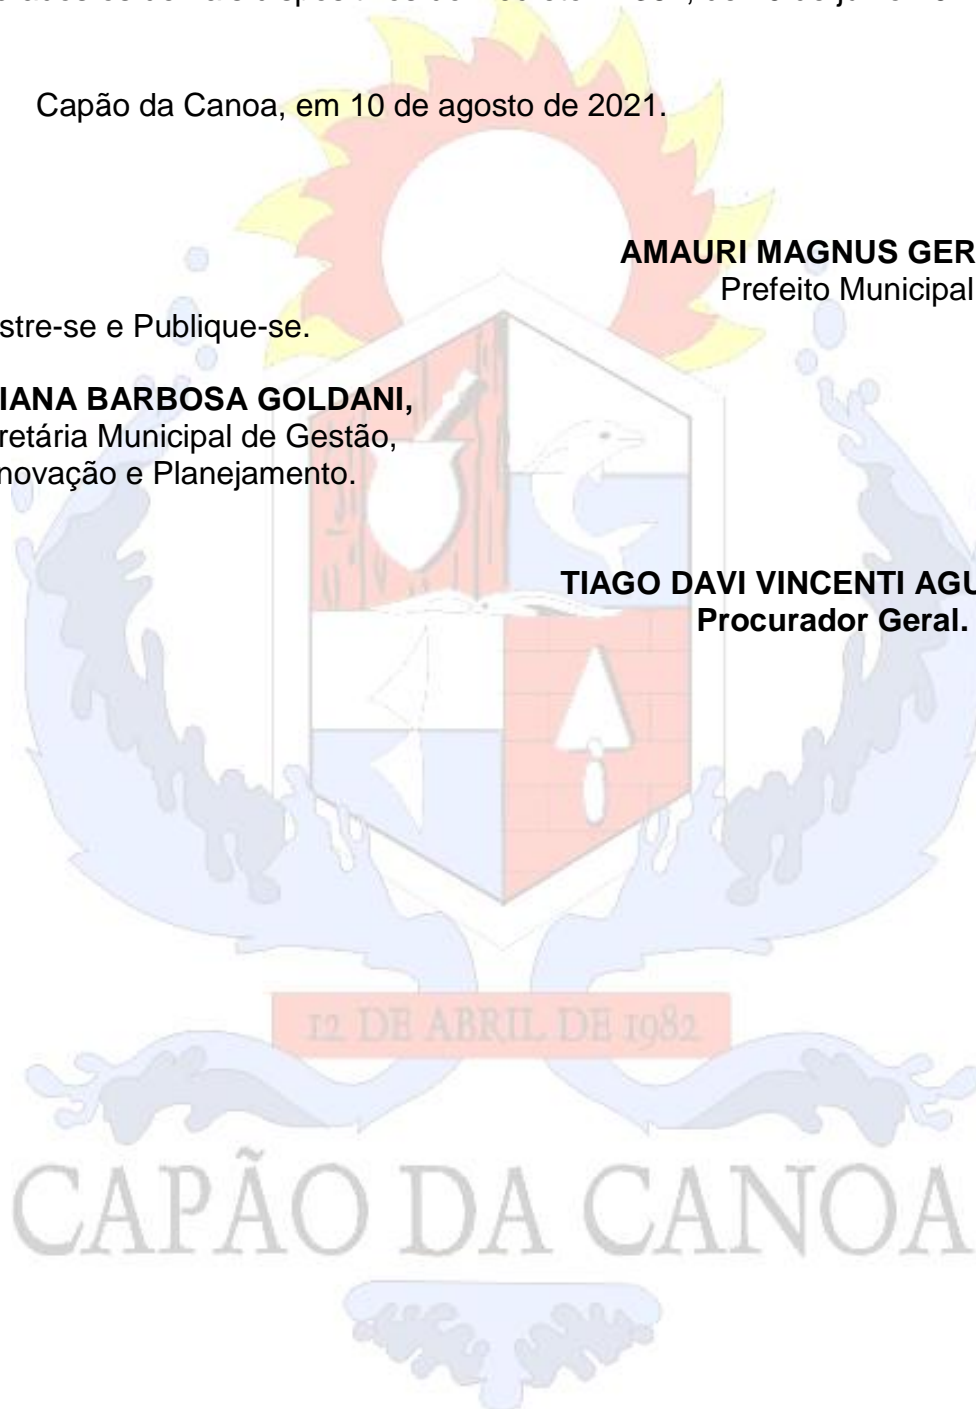 Capão da Canoa, em 10 de agosto de 2021.
AMAURI MAGNUS GER
Prefeito Municipal
stre-se e Publique-se.
IANA BARBOSA GOLDANI,
retária Municipal de Gestão,
novação e Planejamento.
TIAGO DAVI VINCENTI AGU
Procurador Geral.
12 DE ABRIL DE 1982
CAPÃO DA CANOA